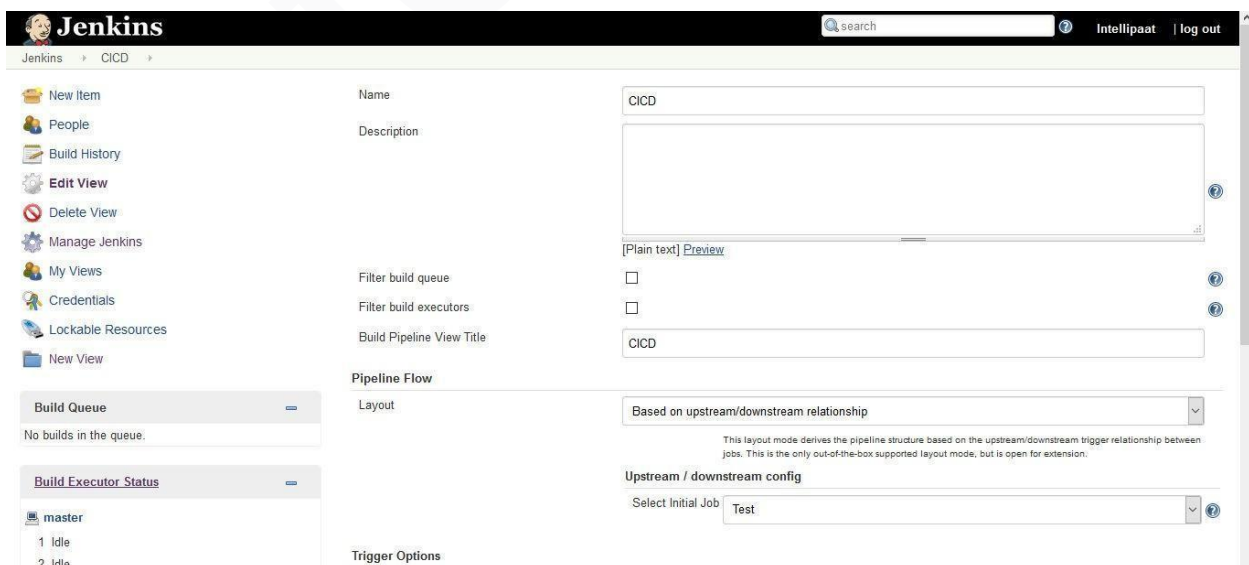 Jenkins
search
Intellipaat | log out
Jenkins CICD
New Item
People
Build History
Edit View
Delete View
Manage Jenkins
My Views
Credentials
Lockable Resources
New View
Build Queue
No builds in the queue.
Build Executor Status
master
1 Idle
2 Idle
Name
CICD
Description
[Plain text] Preview
Filter build queue
Filter build executors
Build Pipeline View Title
CICD
Pipeline Flow
Layout
Based on upstream/downstream relationship
This layout mode derives the pipeline structure based on the upstream/downstream trigger relationship between
jobs. This is the only out-of-the-box supported layout mode, but is open for extension.
Upstream / downstream config
Select Initial Job
Test
Trigger Options